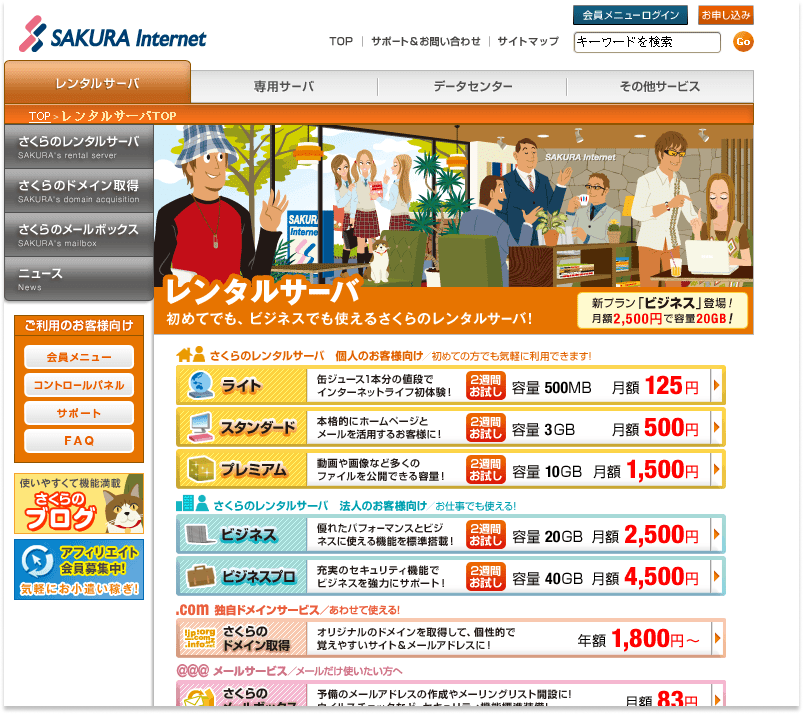 会員メニューログイン
お申し込み
SAKURA Internet
TOP
サポート&お問い合わせ
サイトマップ
キーワードを検索
Go
レンタルサーバ
専用サーバ
データセンター
その他サービス
TOP > レンタルサーバTOP
さくらのレンタルサーバ
SAKURA's rental server
さくらのドメイン取得
SAKURA's domain acquisition
さくらのメールボックス
SAKURA's mailbox
ニュース
News
SAKURA Internet
SAKURA
Internet
レンタルサーバ
初めてでも、ビジネスでも使えるさくらのレンタルサーバ!
新プラン「ビジネス」登場!
月額2,500円で容量20GB!
ご利用のお客様向け
会員メニュー
コントロールパネル
サポート
FAQ
使いやすくて機能満載
さくらの
ブログ
アフィリエイト
会員募集中!
気軽にお小遣い稼ぎ!
さくらのレンタルサーバ 個人のお客様向け/初めての方でも気軽に利用できます!
ライト
缶ジュース1本分の値段で
インターネットライフ初体験!
2週間
お試し
容量 500MB 月額 125円
スタンダード
本格的にホームページと
メールを活用するお客様に!
2週間
お試し
容量 3GB 月額 500円
プレミアム
動画や画像など多くの
ファイルを公開できる容量!
2週間
お試し
容量 10GB 月額 1,500円
さくらのレンタルサーバ 法人のお客様向け/お仕事でも使える!
ビジネス
優れたパフォーマンスとビジ
ネスに使える機能を標準搭載!
2週間
お試し
容量 20GB 月額 2,500円
ビジネスプロ
充実のセキュリティ機能で
ビジネスを強力にサポート!
2週間
お試し
容量 40GB 月額 4,500円
.com 独自ドメインサービス/あわせて使える!
さくらの
ドメイン取得
オリジナルのドメインを取得して、個性的で
覚えやすいサイト&メールアドレスに!
年額 1,800円～
@@@ メールサービス/メールだけ使いたい方へ
さくらの
メールボックス
予備のメールアドレスの作成やメーリングリスト開設に!
ウイルスチェックなど、セキュリティ機能標準装備!
月額 83円